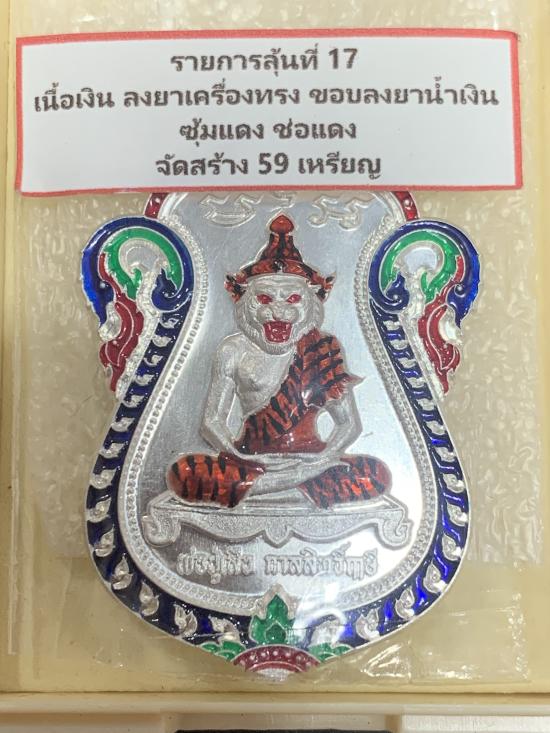 รายการลุ้นที่ 17
เนื้อเงิน ลงยาเครื่องทรง ขอบลงยาน้ำเงิน
ซุ้มแดง ช่อแดง
จัดสร้าง 59 เหรียญ